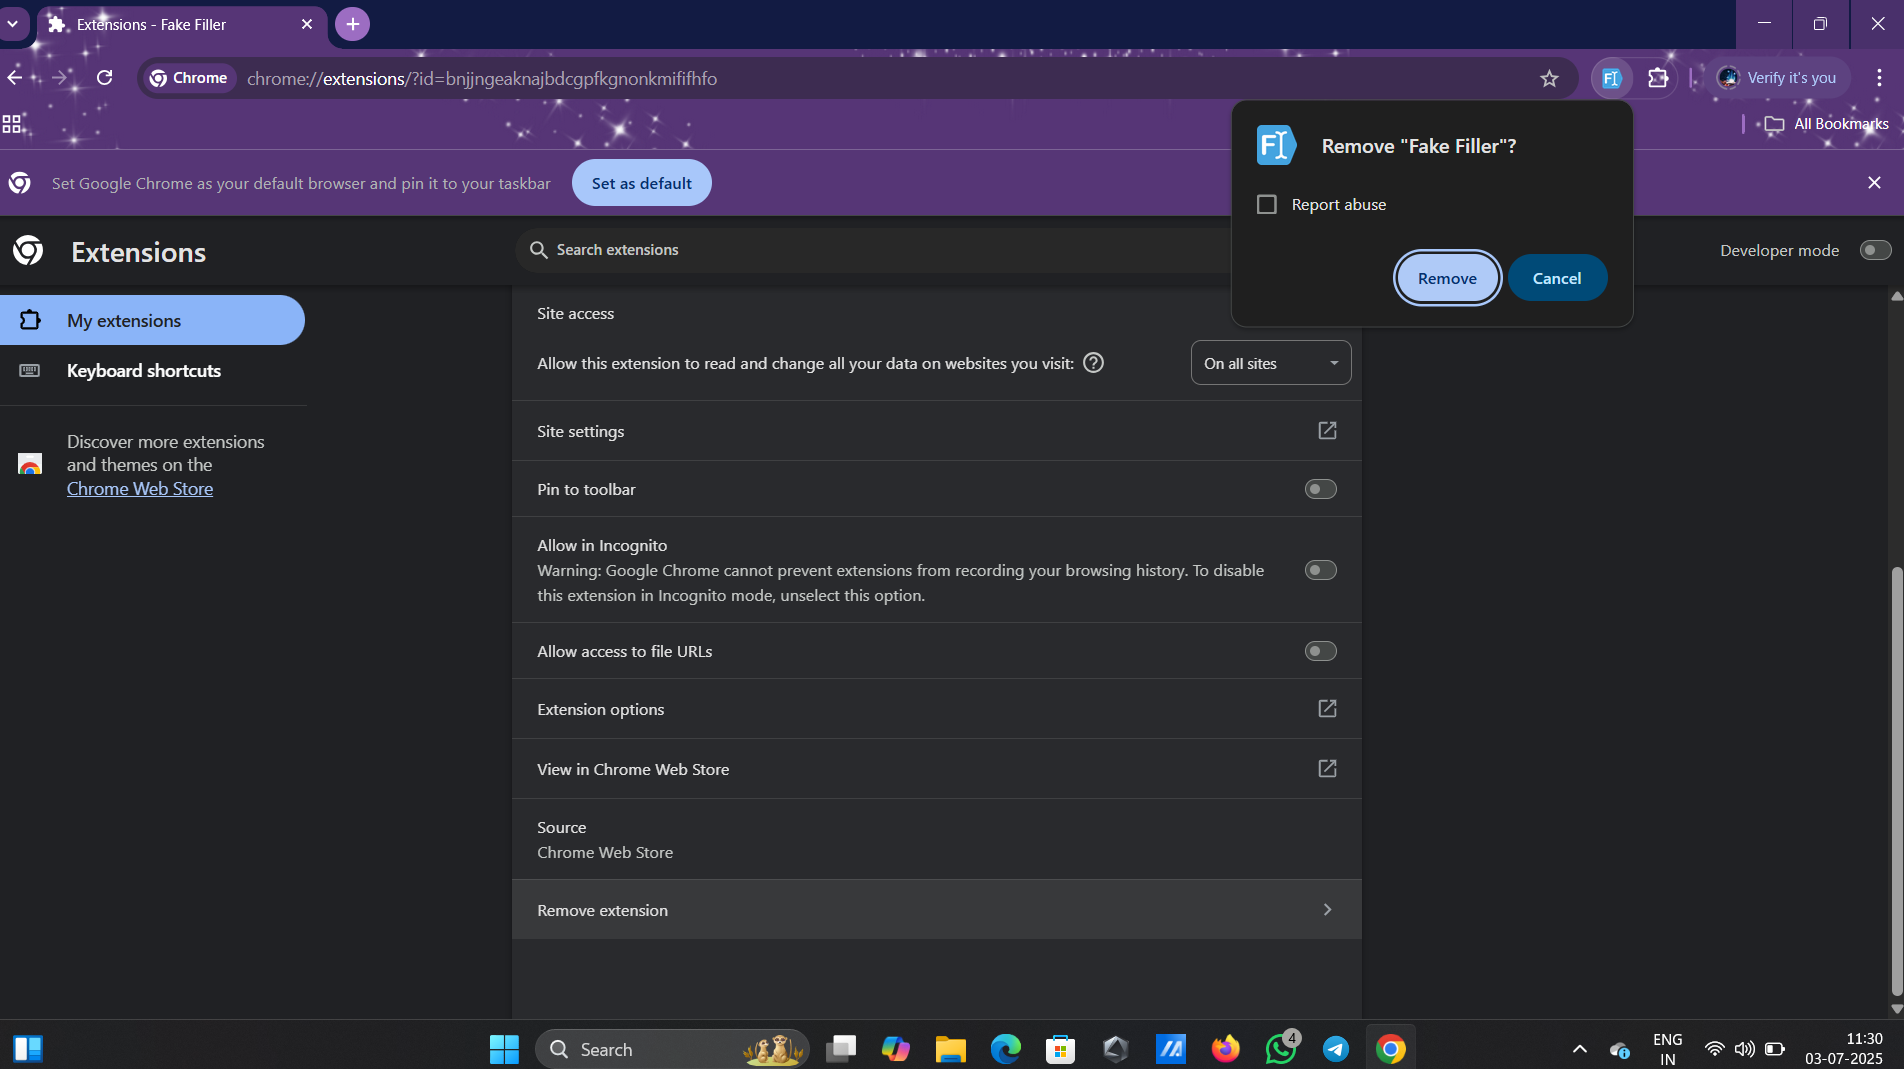 Extensions - Fake Filler
Chrome
chrome://extensions/?id=bnjjngeaknajbdcgpfkgnonkmififhfo
FI
Verify it's you
All Bookmarks
Set Google Chrome as your default browser and pin it to your taskbar
Set as default
FI
Remove "Fake Filler"?
Report abuse
Remove
Cancel
Extensions
Search extensions
Developer mode
My extensions
Keyboard shortcuts
Discover more extensions
and themes on the
Chrome Web Store
Site access
Allow this extension to read and change all your data on websites you visit:
On all sites
Site settings
Pin to toolbar
Allow in Incognito
Warning: Google Chrome cannot prevent extensions from recording your browsing history. To disable
this extension in Incognito mode, unselect this option.
Allow access to file URLs
Extension options
View in Chrome Web Store
Source
Chrome Web Store
Remove extension
Search
4
ENG
IN
11:30
03-07-2025